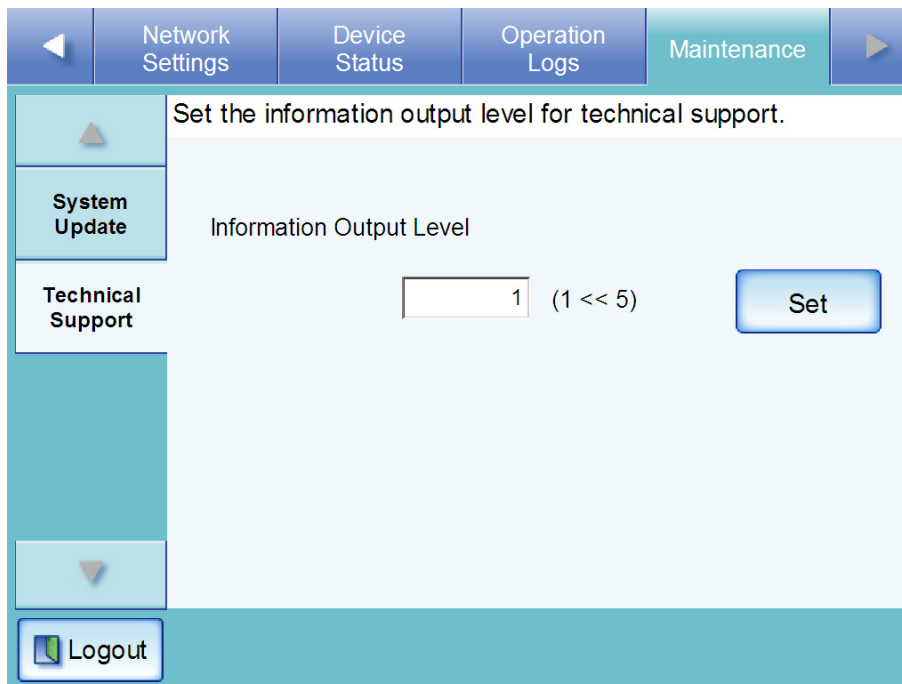 Network
Settings
Device
Status
Operation
Logs
Maintenance
Set the information output level for technical support.
System
Update
Technical
Support
Information Output Level
1 (1 << 5)
Set
Logout